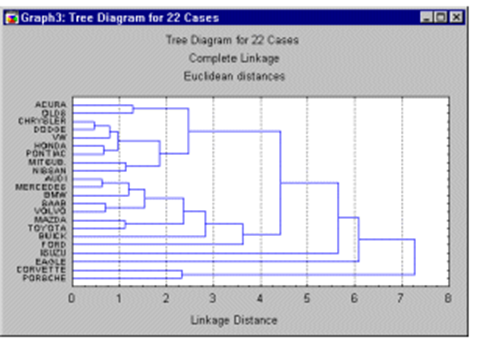 Graph3: Tree Diagram for 22 Cases
Tree Diagram for 22 Cases
Complete Linkage
Euclidean distances
ACURA
OLDS
CHRYSLER
DODGE
VW
HONDA
PONTIAC
MITSUB.
NISSAN
AUDI
MERCEDES
BMW
SAAB
VOLVO
MAZDA
TOYOTA
BUICK
FORD
ISUZU
EAGLE
CORVETTE
PORSCHE
0 1 2 3 4 5 6 7 8
Linkage Distance